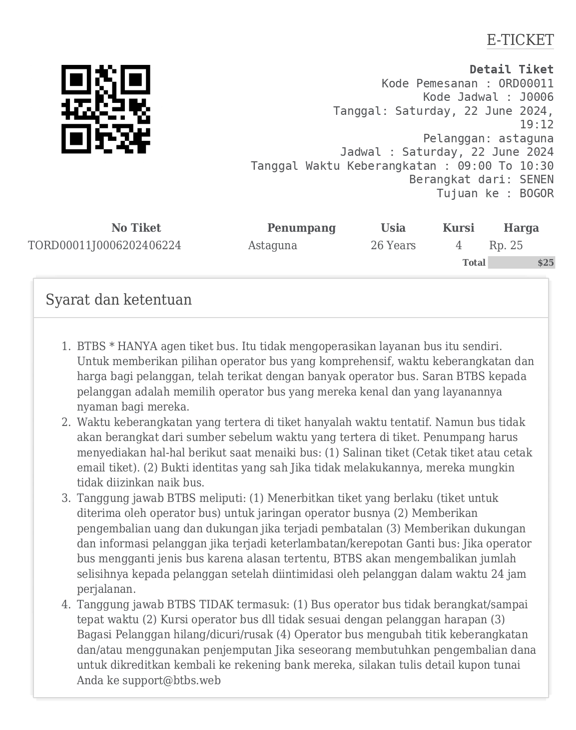 E-TICKET
Detail Tiket
Kode Pemesanan : ORD00011
Kode Jadwal : J0006
Tanggal: Saturday, 22 June 2024,
19:12
Pelanggan: astaguna
Jadwal : Saturday, 22 June 2024
Tanggal Waktu Keberangkatan : 09:00 To 10:30
Berangkat dari: SENEN
Tujuan ke : BOGOR
No Tiket Penumpang Usia Kursi Harga
TORD00011J0006202406224 Astaguna 26 Years 4 Rp. 25
Total $25
Syarat dan ketentuan
1. BTBS * HANYA agen tiket bus. Itu tidak mengoperasikan layanan bus itu sendiri.
Untuk memberikan pilihan operator bus yang komprehensif, waktu keberangkatan dan
harga bagi pelanggan, telah terikat dengan banyak operator bus. Saran BTBS kepada
pelanggan adalah memilih operator bus yang mereka kenal dan yang layanannya
nyaman bagi mereka.
2. Waktu keberangkatan yang tertera di tiket hanyalah waktu tentatif. Namun bus tidak
akan berangkat dari sumber sebelum waktu yang tertera di tiket. Penumpang harus
menyediakan hal-hal berikut saat menaiki bus: (1) Salinan tiket (Cetak tiket atau cetak
email tiket). (2) Bukti identitas yang sah Jika tidak melakukannya, mereka mungkin
tidak diizinkan naik bus.
3. Tanggung jawab BTBS meliputi: (1) Menerbitkan tiket yang berlaku (tiket untuk
diterima oleh operator bus) untuk jaringan operator busnya (2) Memberikan
pengembalian uang dan dukungan jika terjadi pembatalan (3) Memberikan dukungan
dan informasi pelanggan jika terjadi keterlambatan/kerepotan Ganti bus: Jika operator
bus mengganti jenis bus karena alasan tertentu, BTBS akan mengembalikan jumlah
selisihnya kepada pelanggan setelah diintimidasi oleh pelanggan dalam waktu 24 jam
perjalanan.
4. Tanggung jawab BTBS TIDAK termasuk: (1) Bus operator bus tidak berangkat/sampai
tepat waktu (2) Kursi operator bus dll tidak sesuai dengan pelanggan harapan (3)
Bagasi Pelanggan hilang/dicuri/rusak (4) Operator bus mengubah titik keberangkatan
dan/atau menggunakan penjemputan Jika seseorang membutuhkan pengembalian dana
untuk dikreditkan kembali ke rekening bank mereka, silakan tulis detail kupon tunai
Anda ke support@btbs.web